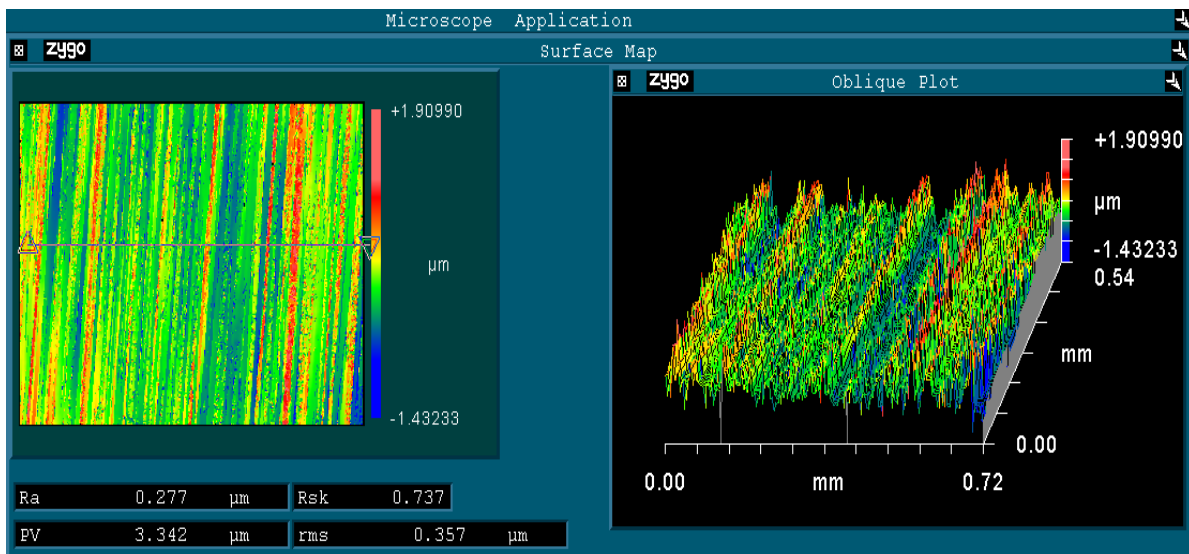 Microscope Application
zygo Surface Map
+1.90990
µm
-1.43233
Ra 0.277 µm Rsk 0.737
PV 3.342 µm rms 0.357 µm
zygo Oblique Plot
+1.90990
µm
-1.43233
0.54
mm
0.00
0.00 mm 0.72